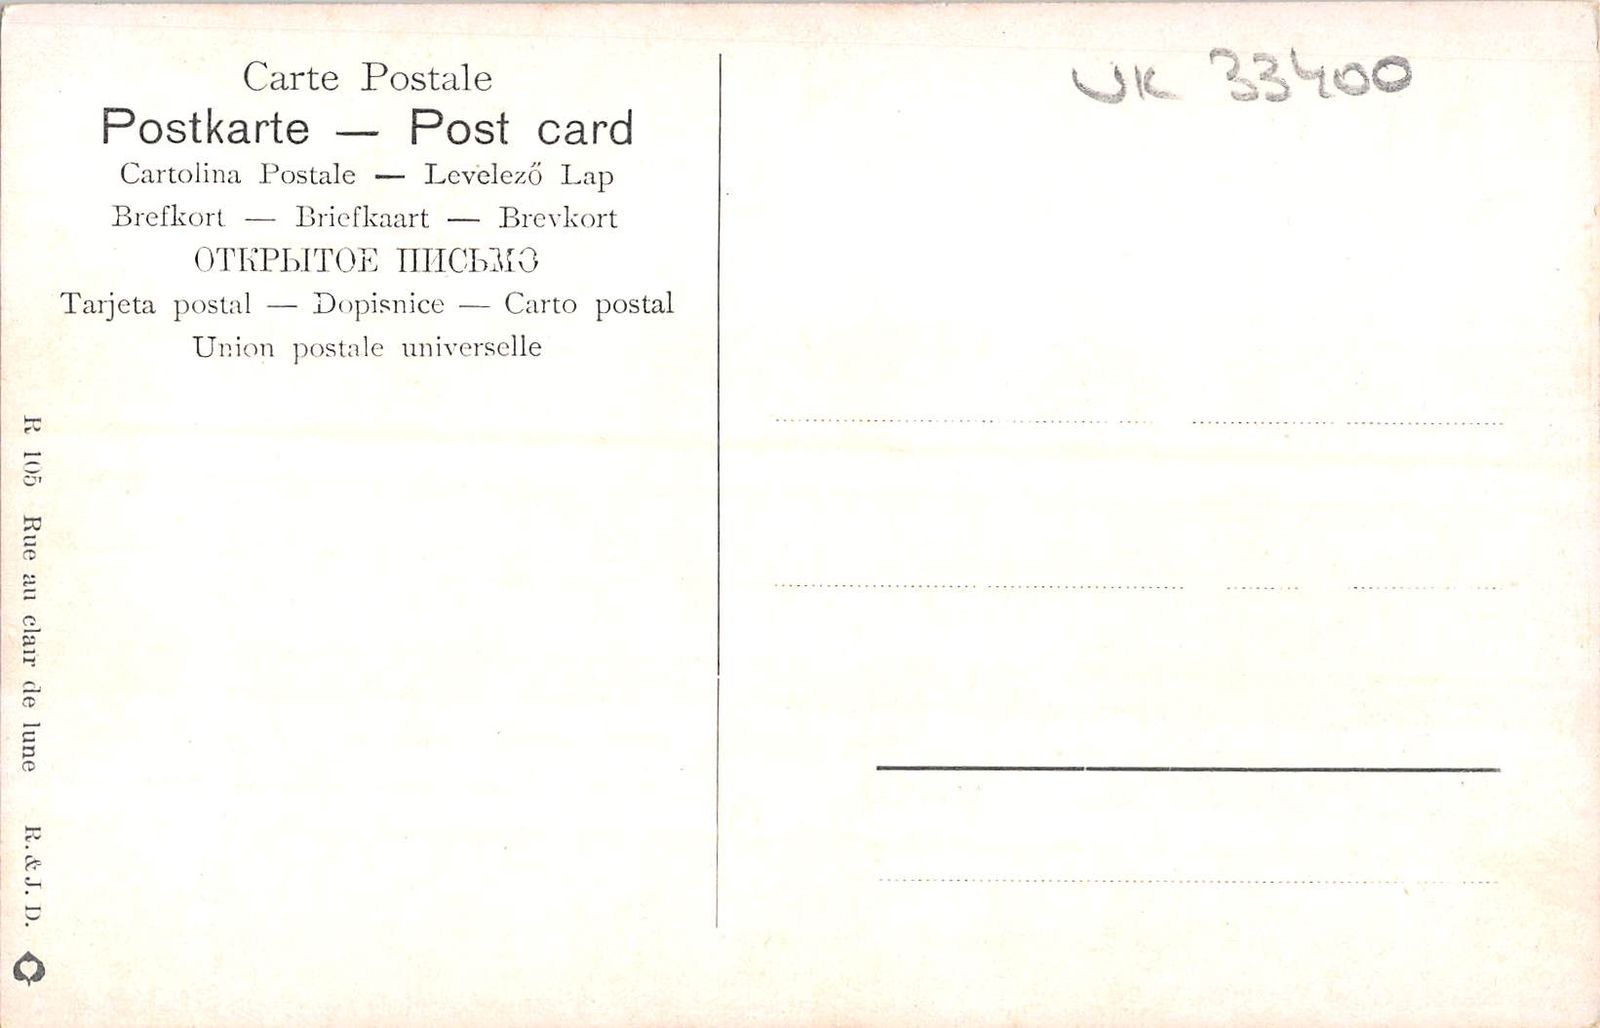 Carte Postale
Postkarte — Post card
Cartolina Postale — Levelező Lap
Brefkort — Briefkaart — Brevkort
ОТКРЫТОЕ ПИСЬМО
Tarjeta postal — Dopisnice — Carto postal
Union postale universelle
R 105 Rue au clair de lune R. & J. D.
UK 33400